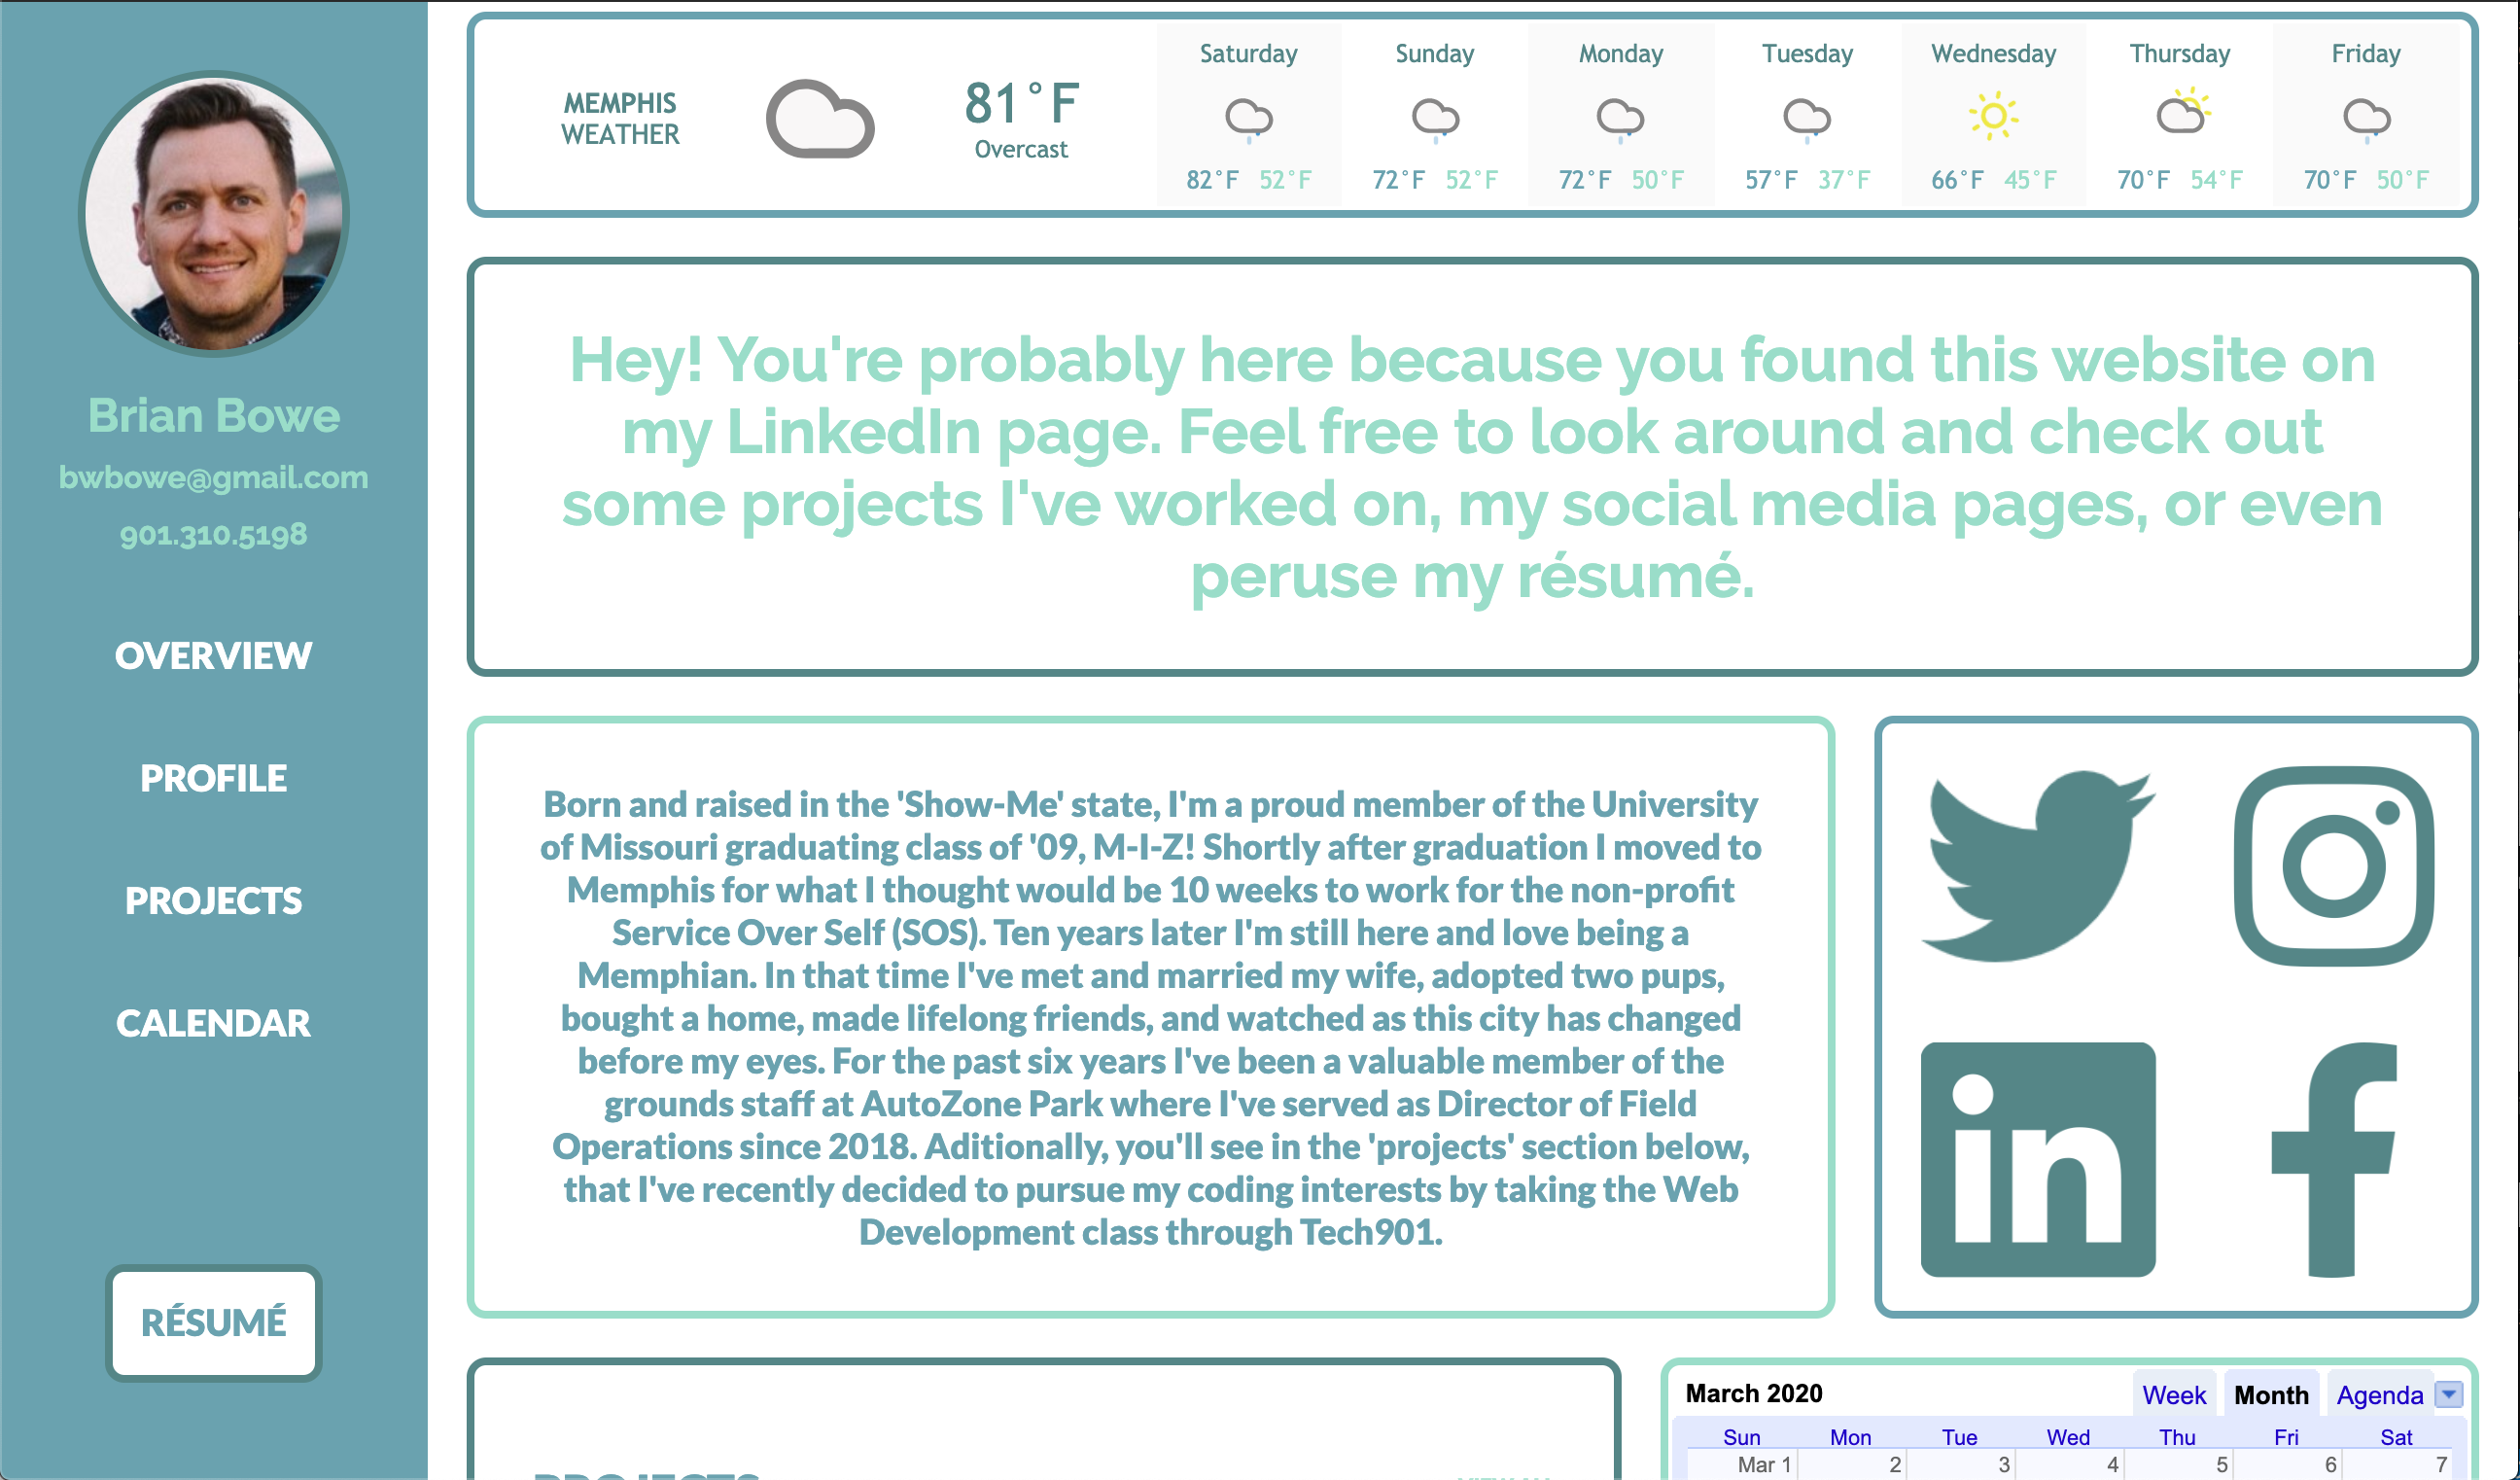 Brian Bowe
bwbowe@gmail.com
901.310.5198
OVERVIEW
PROFILE
PROJECTS
CALENDAR
RÉSUMÉ
MEMPHIS
WEATHER
81°F
Overcast
Saturday
82°F 52°F
Sunday
72°F 52°F
Monday
72°F 50°F
Tuesday
57°F 37°F
Wednesday
66°F 45°F
Thursday
70°F 54°F
Friday
70°F 50°F
Hey! You're probably here because you found this website on
my LinkedIn page. Feel free to look around and check out
some projects I've worked on, my social media pages, or even
peruse my résumé.
Born and raised in the 'Show-Me' state, I'm a proud member of the University
of Missouri graduating class of '09, M-I-Z! Shortly after graduation I moved to
Memphis for what I thought would be 10 weeks to work for the non-profit
Service Over Self (SOS). Ten years later I'm still here and love being a
Memphian. In that time I've met and married my wife, adopted two pups,
bought a home, made lifelong friends, and watched as this city has changed
before my eyes. For the past six years I've been a valuable member of the
grounds staff at AutoZone Park where I've served as Director of Field
Operations since 2018. Aditionally, you'll see in the 'projects' section below,
that I've recently decided to pursue my coding interests by taking the Web
Development class through Tech901.
in
f
PROJECTS
March 2020
Week Month Agenda
Sun Mon Tue Wed Thu Fri Sat
Mar 1 2 3 4 5 6 7